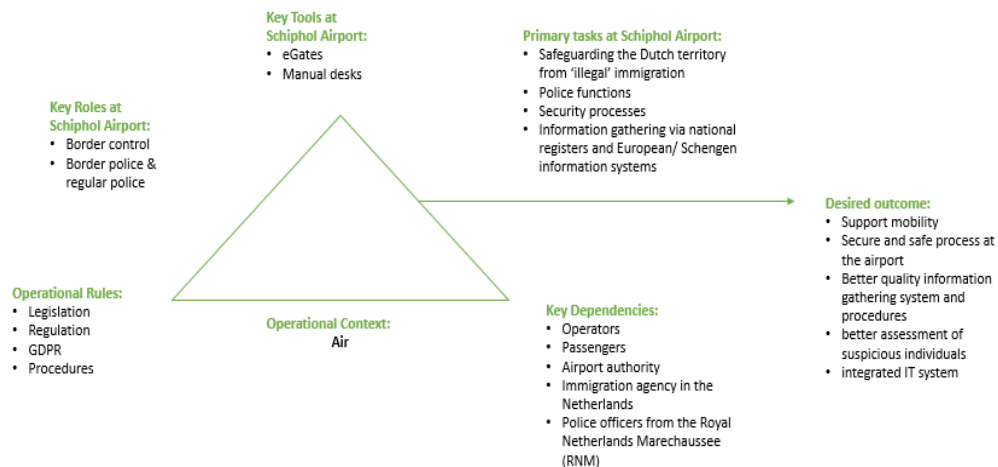 Key Tools at
Schiphol Airport:
• eGates
• Manual desks
Primary tasks at Schiphol Airport:
• Safeguarding the Dutch territory
from ‘illegal’ immigration
• Police functions
• Security processes
• Information gathering via national
registers and European/ Schengen
information systems
Key Roles at
Schiphol Airport:
• Border control
• Border police &
regular police
Desired outcome:
• Support mobility
• Secure and safe process at
the airport
• Better quality information
gathering system and
procedures
• better assessment of
suspicious individuals
• integrated IT system
Operational Rules:
• Legislation
• Regulation
• GDPR
• Procedures
Operational Context:
Air
Key Dependencies:
• Operators
• Passengers
• Airport authority
• Immigration agency in the
Netherlands
• Police officers from the Royal
Netherlands Marechaussee
(RNM)